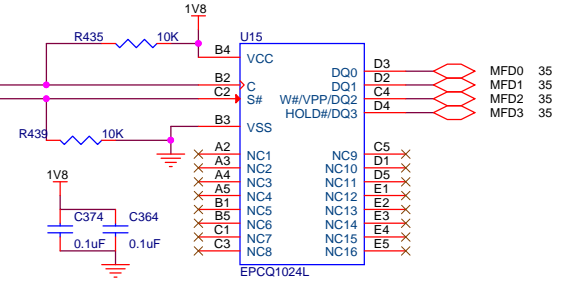 1V8
R435 10K
U15
B4 VCC
D3 DQ0 MFD0 35
B2 C
D2 DQ1 MFD1 35
C2 S#
C4 W#/VPP/DQ2 MFD2 35
D4 HOLD#/DQ3 MFD3 35
R439 10K
B3 VSS
A2 NC1
NC9 C5
A3 NC2
NC10 D1
A4 NC3
NC11 D5
A5 NC4
NC12 E1
B1 NC5
NC13 E2
B5 NC6
NC14 E3
C1 NC7
NC15 E4
C3 NC8
NC16 E5
1V8
C374 C364
0.1uF 0.1uF
EPCQ1024L